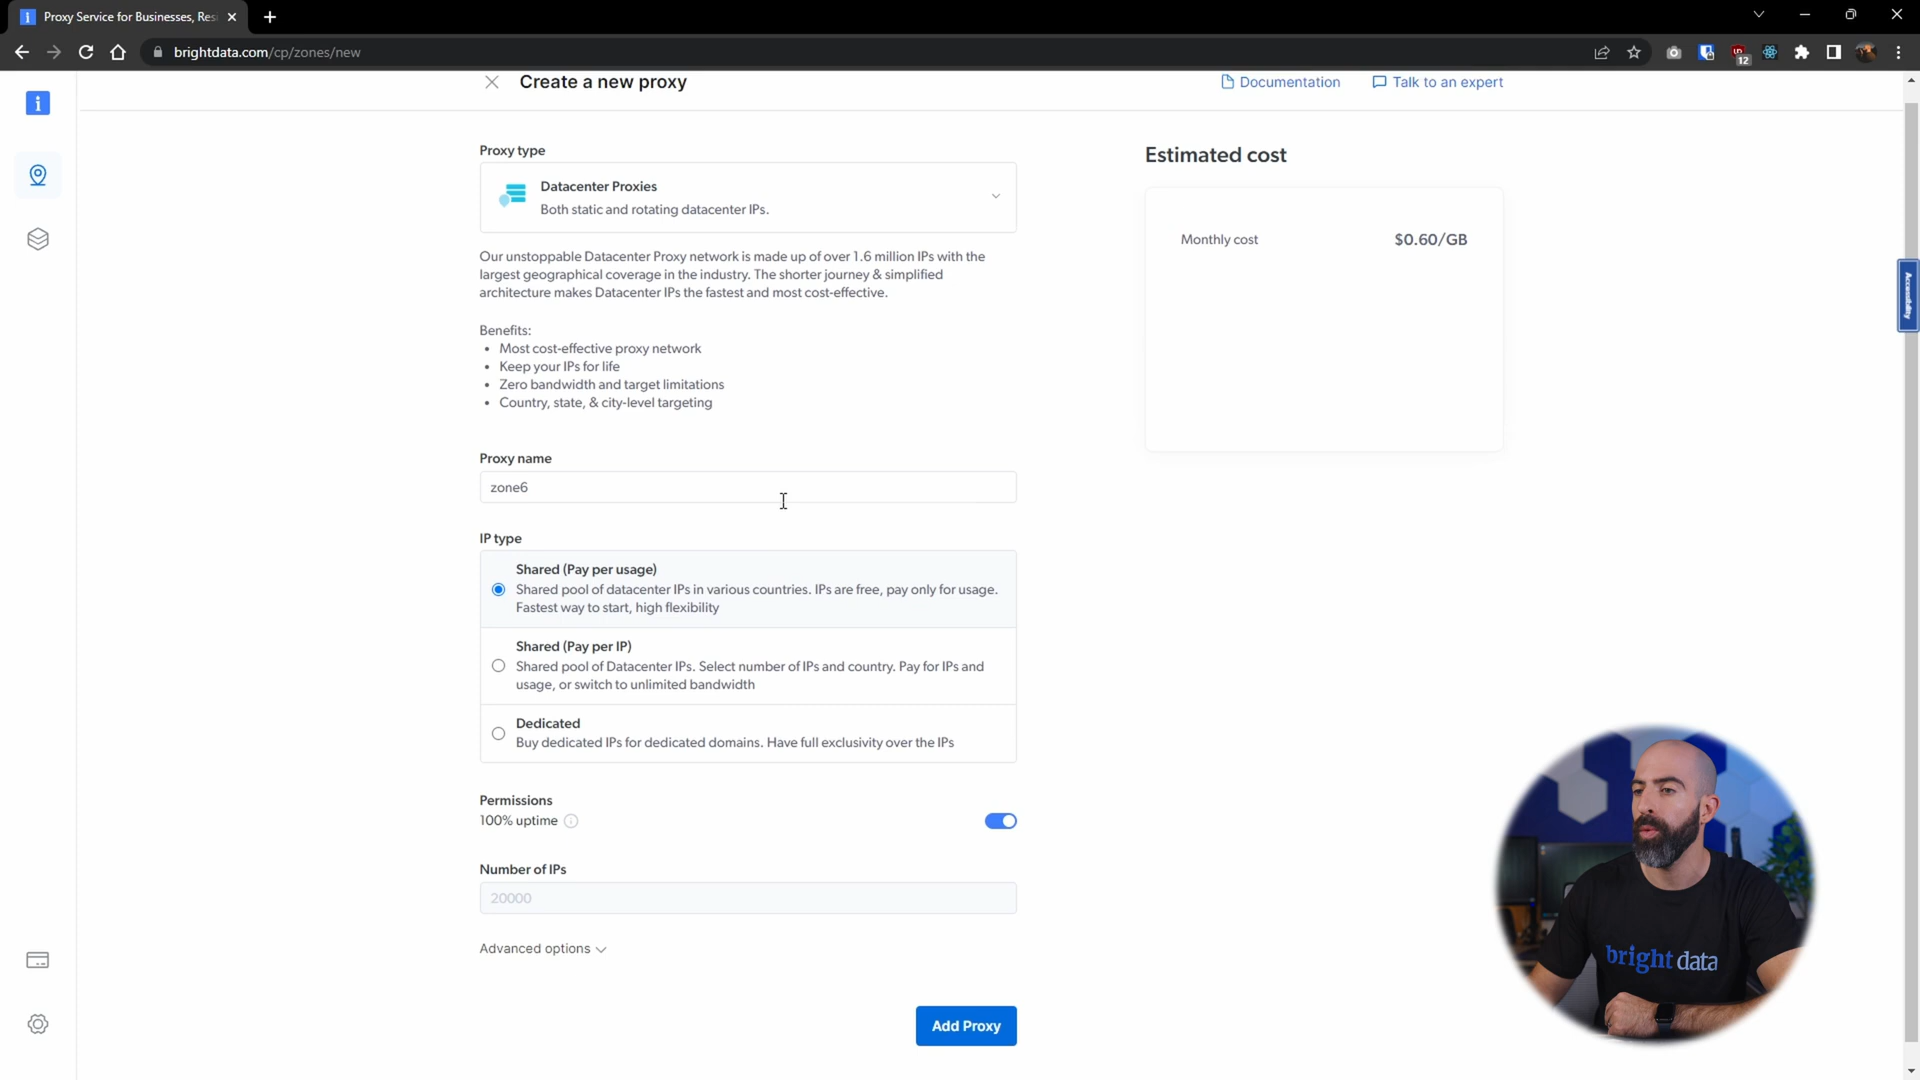 Proxy Service for Businesses, Resi
brightdata.com/cp/zones/new
12
Create a new proxy
Documentation
Talk to an expert
Proxy type
Datacenter Proxies
Both static and rotating datacenter IPs.
Our unstoppable Datacenter Proxy network is made up of over 1.6 million IPs with the
largest geographical coverage in the industry. The shorter journey & simplified
architecture makes Datacenter IPs the fastest and most cost-effective.
Benefits:
• Most cost-effective proxy network
• Keep your IPs for life
• Zero bandwidth and target limitations
• Country, state, & city-level targeting
Proxy name
zone6
IP type
Shared (Pay per usage)
Shared pool of datacenter IPs in various countries. IPs are free, pay only for usage.
Fastest way to start, high flexibility
Shared (Pay per IP)
Shared pool of Datacenter IPs. Select number of IPs and country. Pay for IPs and
usage, or switch to unlimited bandwidth
Dedicated
Buy dedicated IPs for dedicated domains. Have full exclusivity over the IPs
Permissions
100% uptime
Number of IPs
20000
Advanced options
Add Proxy
Estimated cost
Monthly cost $0.60/GB
Accessibility
bright data